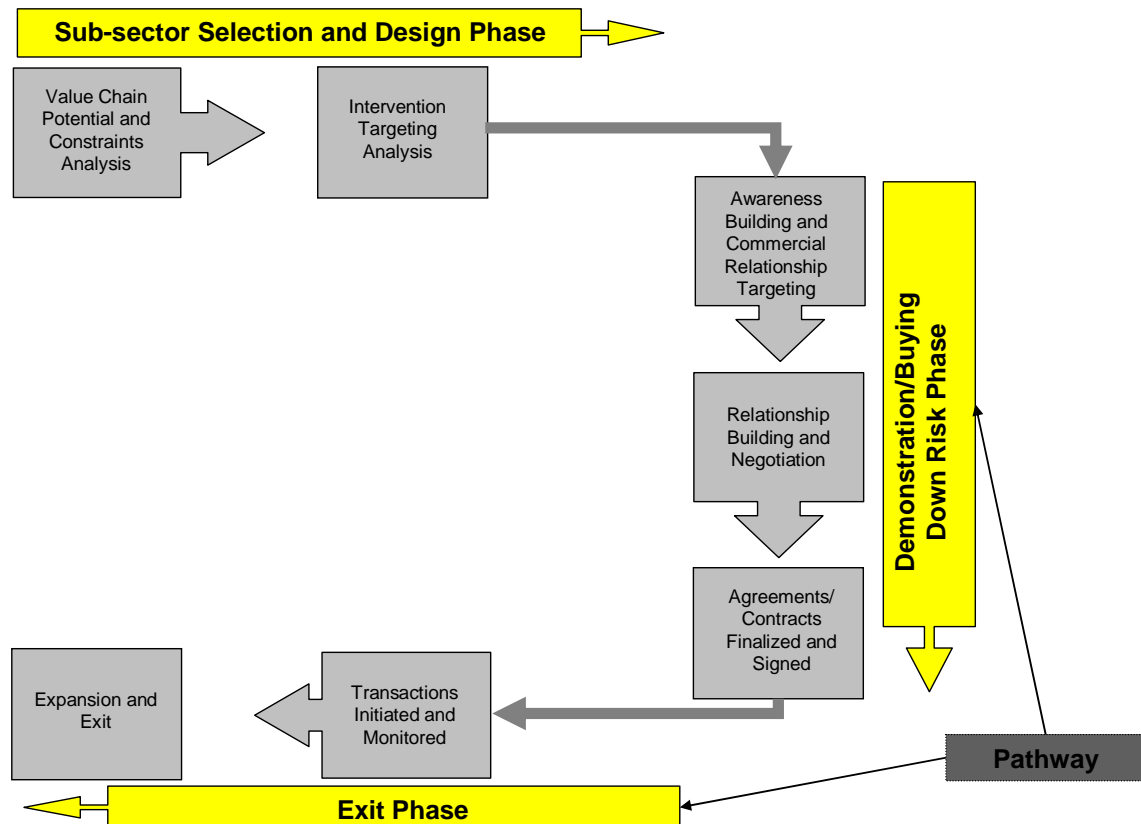 Sub-sector Selection and Design Phase
Value Chain
Potential and
Constraints
Analysis
Intervention
Targeting
Analysis
Awareness
Building and
Commercial
Relationship
Targeting
Demonstration/Buying
Down Risk Phase
Relationship
Building and
Negotiation
Agreements/
Contracts
Finalized and
Signed
Transactions
Initiated and
Monitored
Expansion and
Exit
Pathway
Exit Phase